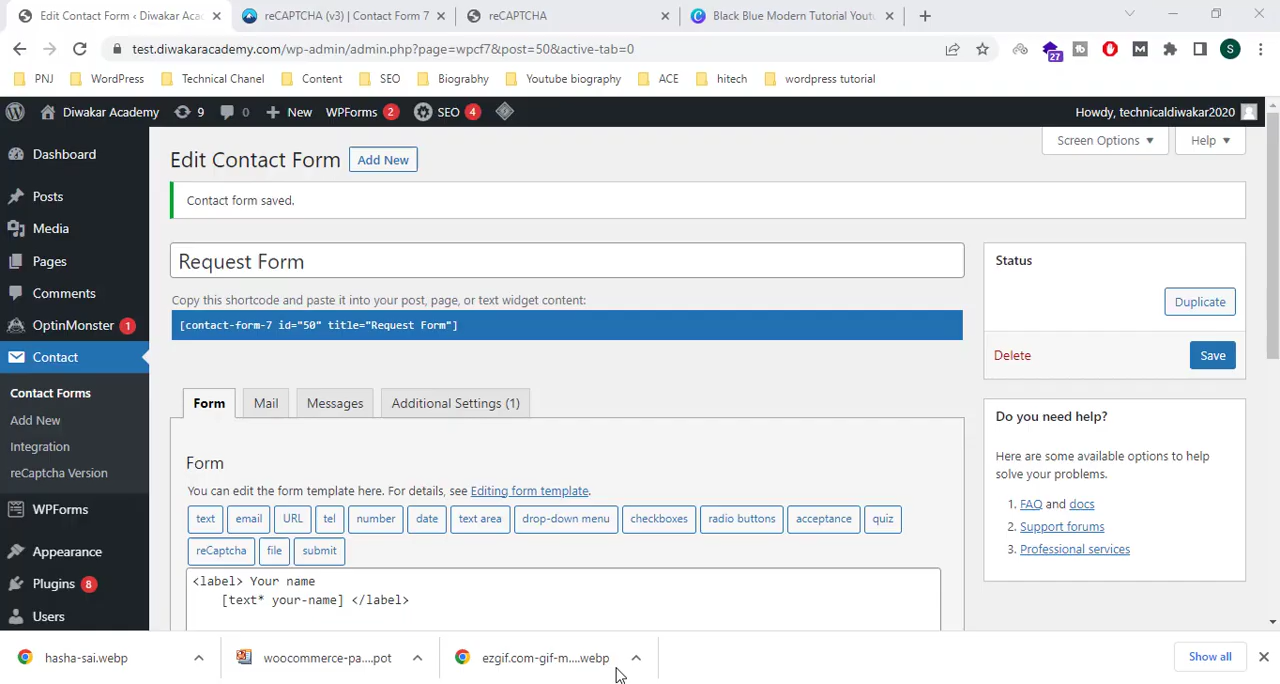 Edit Contact Form ‹ Diwakar Aca
reCAPTCHA (v3) | Contact Form 7
reCAPTCHA
Black Blue Modern Tutorial Yout
test.diwakaracademy.com/wp-admin/admin.php?page=wpcf7&post=50&active-tab=0
27
M
S
PNJ
WordPress
Technical Chanel
Content
SEO
Biograrhy
Youtube biography
ACE
hitech
wordpress tutorial
Diwakar Academy
9
0
New
WPForms 2
SEO 4
Howdy, technicaldiwakar2020
Dashboard
Posts
Media
Pages
Comments
OptinMonster 1
Contact
Contact Forms
Add New
Integration
reCaptcha Version
WPForms
Appearance
Plugins 8
Users
Screen Options
Help
Edit Contact Form
Add New
Contact form saved.
Request Form
Copy this shortcode and paste it into your post, page, or text widget content:
[contact-form-7 id="50" title="Request Form"]
Form
Mail
Messages
Additional Settings (1)
Form
You can edit the form template here. For details, see Editing form template.
text
email
URL
tel
number
date
text area
drop-down menu
checkboxes
radio buttons
acceptance
quiz
reCaptcha
file
submit
<label> Your name
[text* your-name] </label>
Status
Duplicate
Delete
Save
Do you need help?
Here are some available options to help
solve your problems.
1. FAQ and docs
2. Support forums
3. Professional services
hasha-sai.webp
woocommerce-pa....pot
ezgif.com-gif-m....webp
Show all